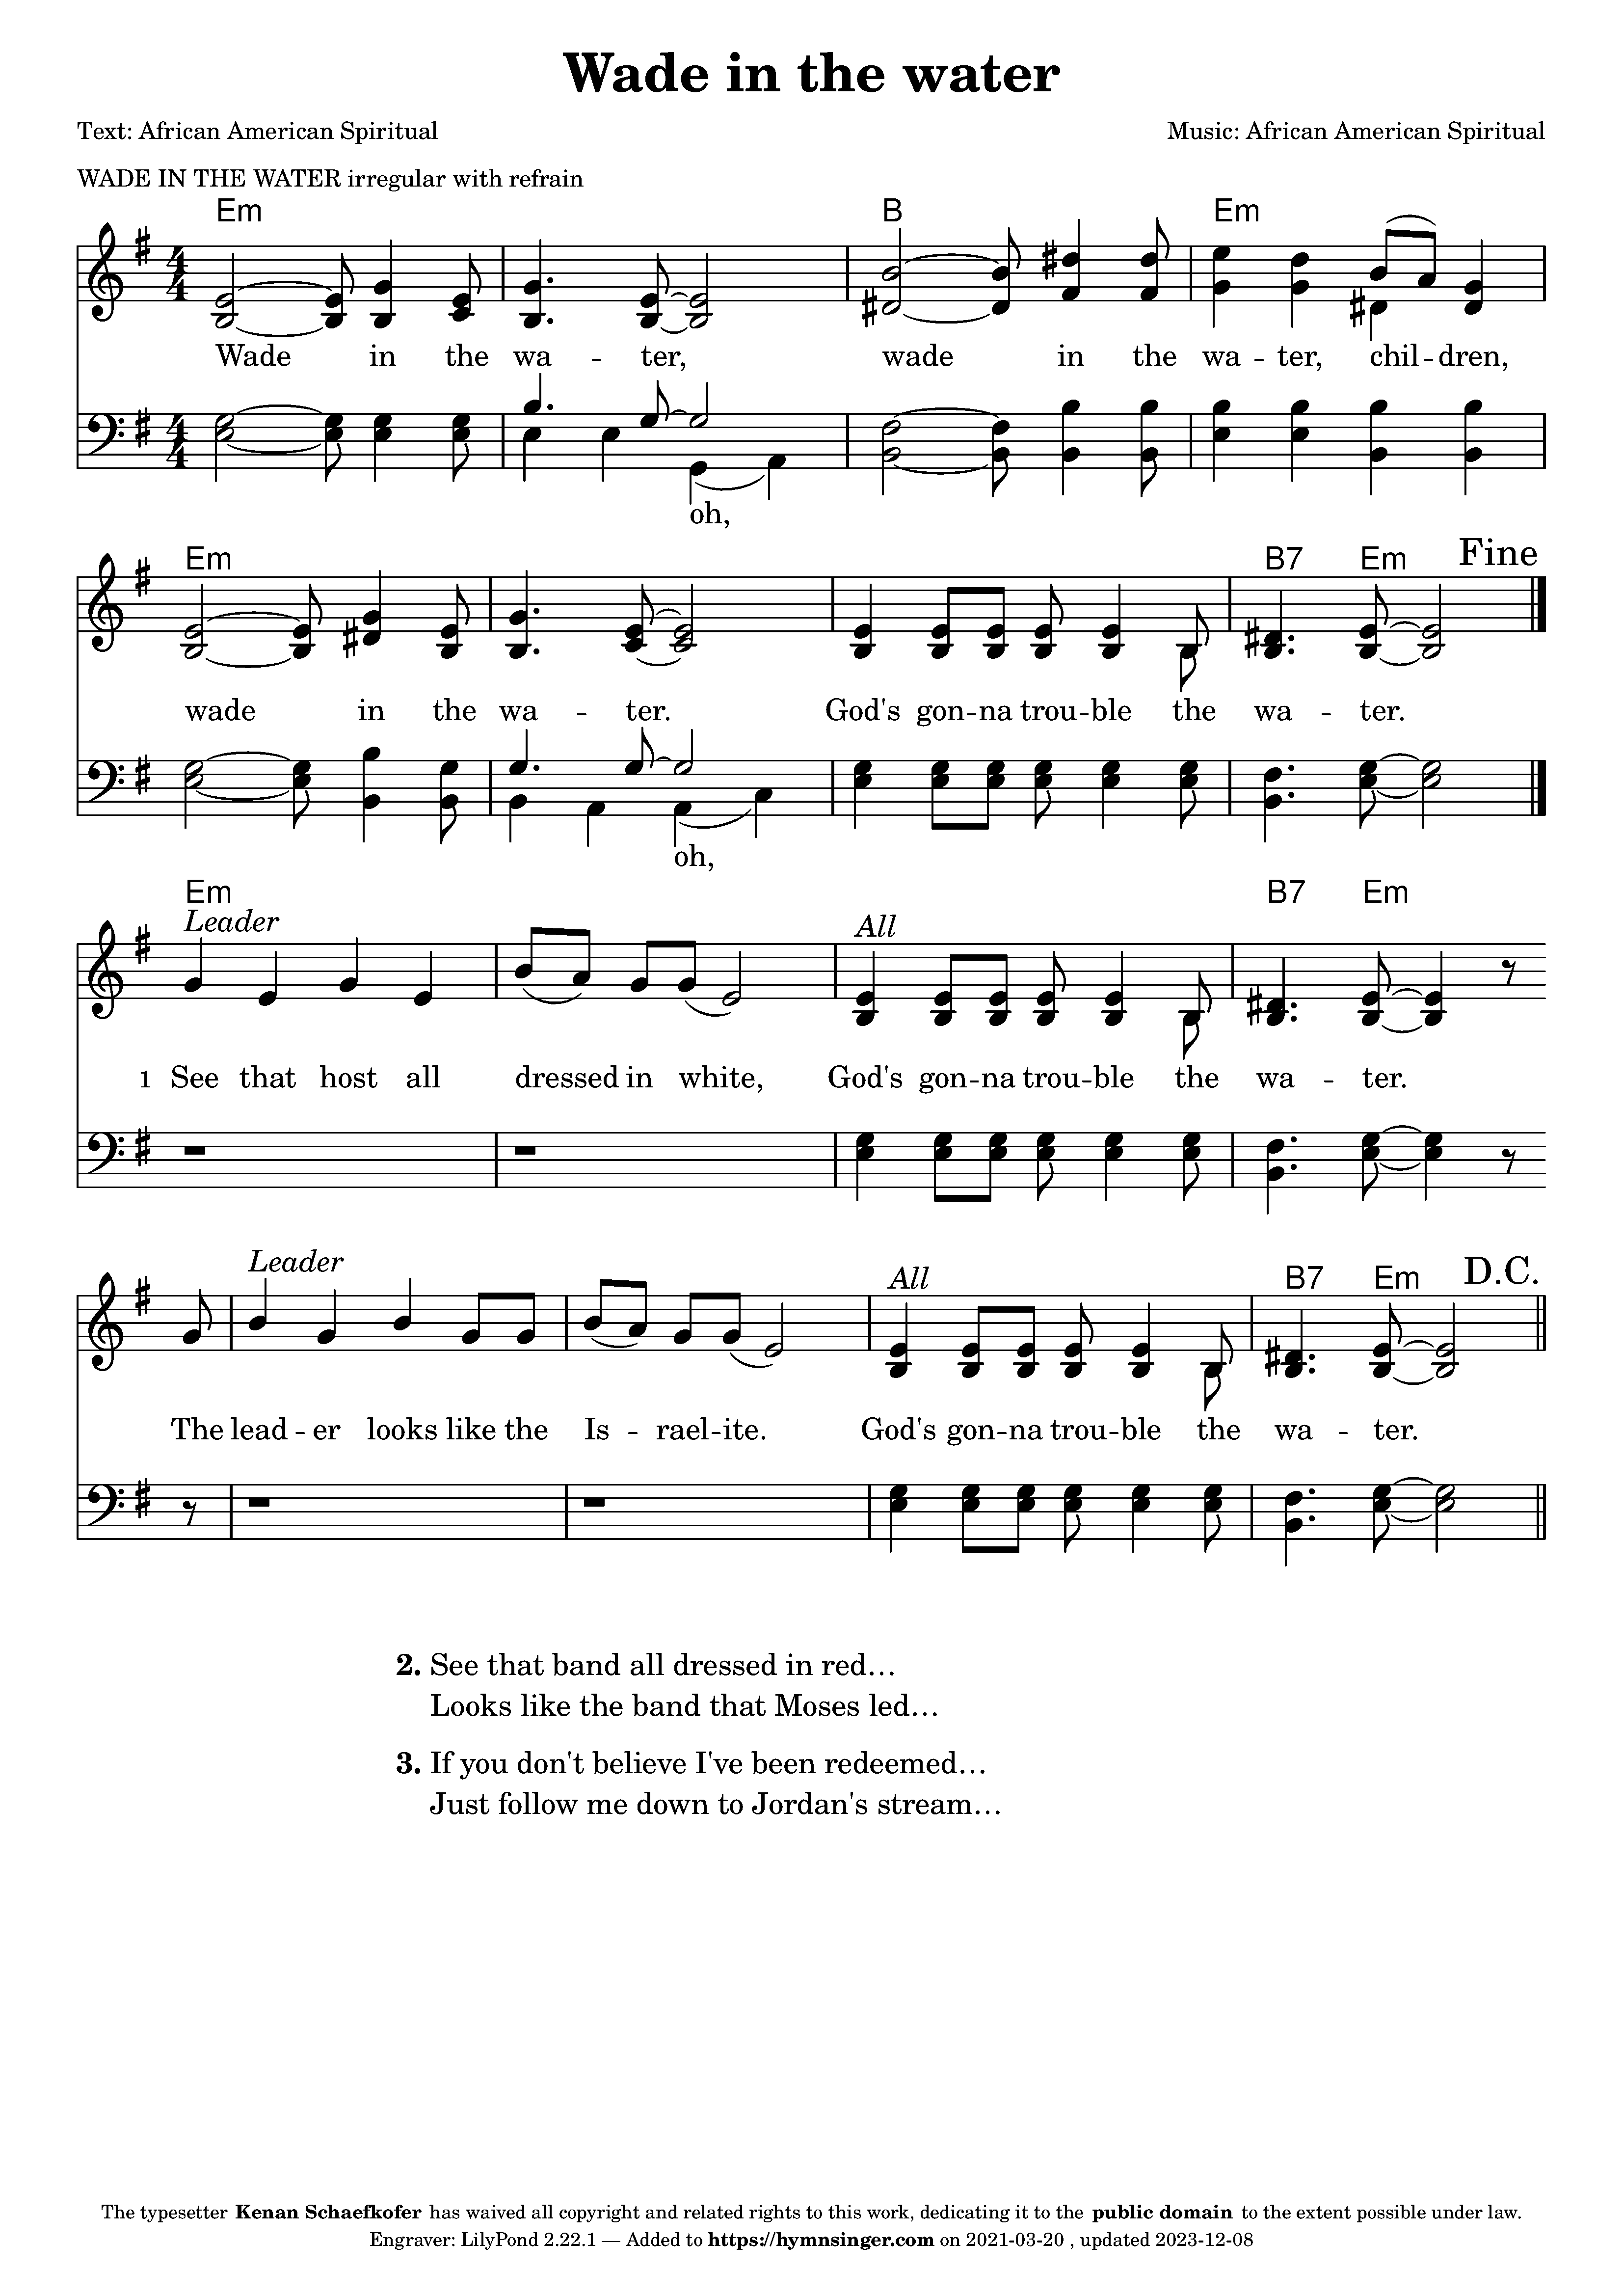 Wade in the water
Text: African American Spiritual
Music: African American Spiritual
WADE IN THE WATER irregular with refrain
Em B Em
4 4
Wade in the wa -- ter, wade in the wa -- ter, chil -- dren,
4 4
oh,
Em B7 Em Fine
wade in the wa -- ter. God's gon -- na trou -- ble the wa -- ter.
oh,
Em B7 Em
Leader All
1 See that host all dressed in white, God's gon -- na trou -- ble the wa -- ter.
Leader All B7 Em D.C.
The lead -- er looks like the Is -- rael -- ite. God's gon -- na trou -- ble the wa -- ter.
2. See that band all dressed in red…
Looks like the band that Moses led…
3. If you don't believe I've been redeemed…
Just follow me down to Jordan's stream…
The typesetter Kenan Schaefkofer has waived all copyright and related rights to this work, dedicating it to the public domain to the extent possible under law.
Engraver: LilyPond 2.22.1 — Added to https://hymnsinger.com on 2021-03-20 , updated 2023-12-08